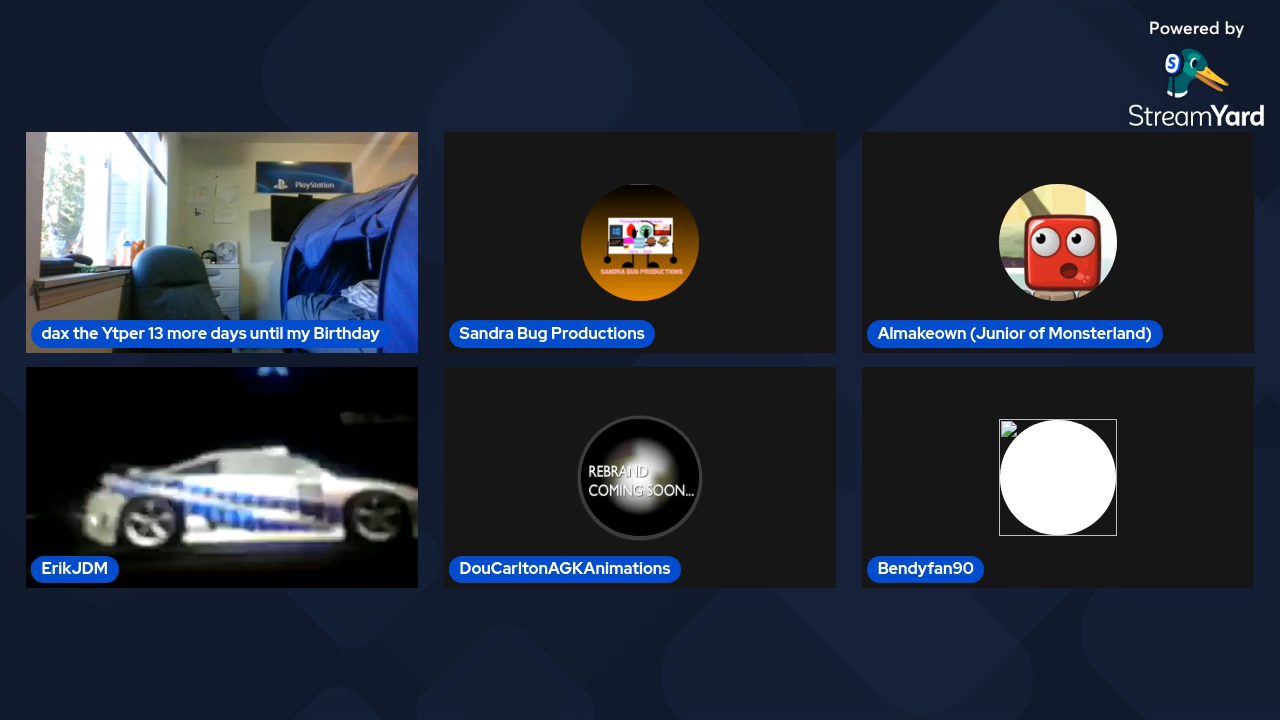 Powered by
StreamYard
PlayStation
dax the Ytper 13 more days until my Birthday
SANDRA BUG PRODUCTIONS
Sandra Bug Productions
Almakeown (Junior of Monsterland)
ErikJDM
REBRAND
COMING SOON...
DouCarltonAGKAnimations
Bendyfan90